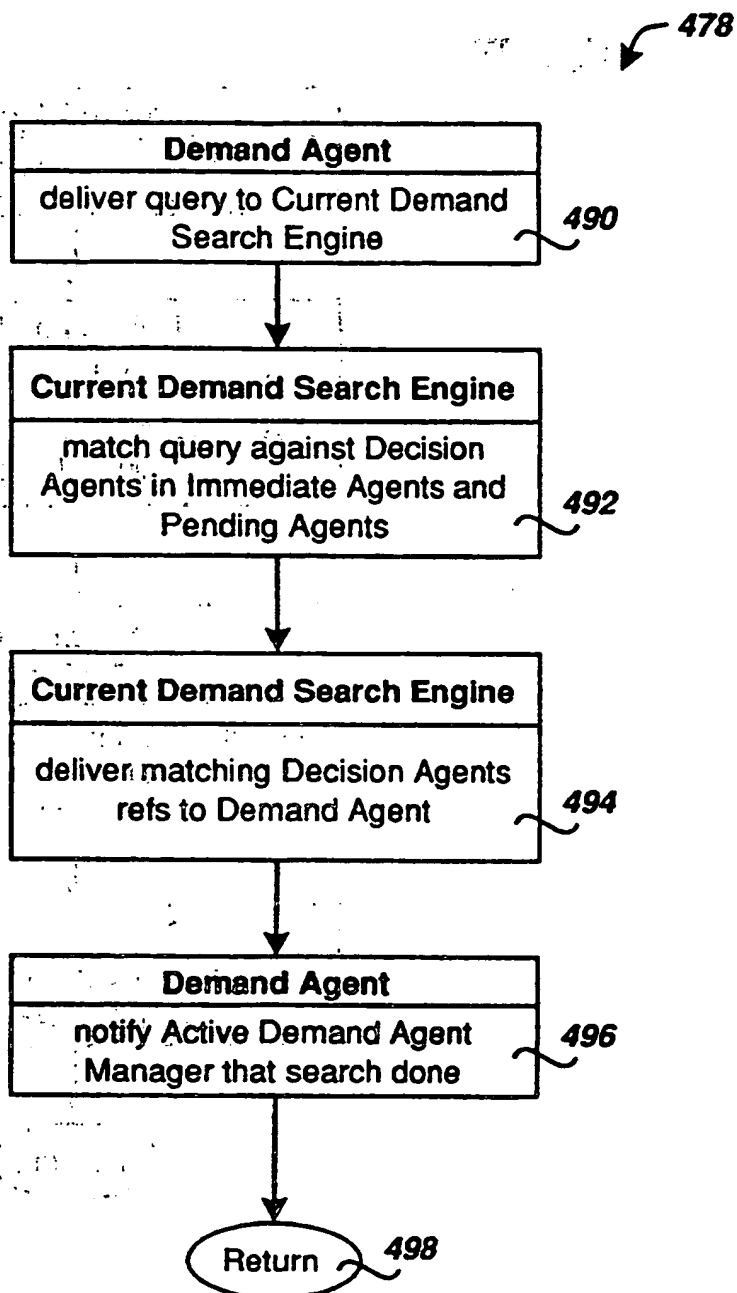 478
Demand Agent
deliver query to Current Demand
Search Engine
490
Current Demand Search Engine
match query against Decision
Agents in Immediate Agents and
Pending Agents
492
Current Demand Search Engine
deliver matching Decision Agents
refs to Demand Agent
494
Demand Agent
notify Active Demand Agent
Manager that search done
496
Return
498